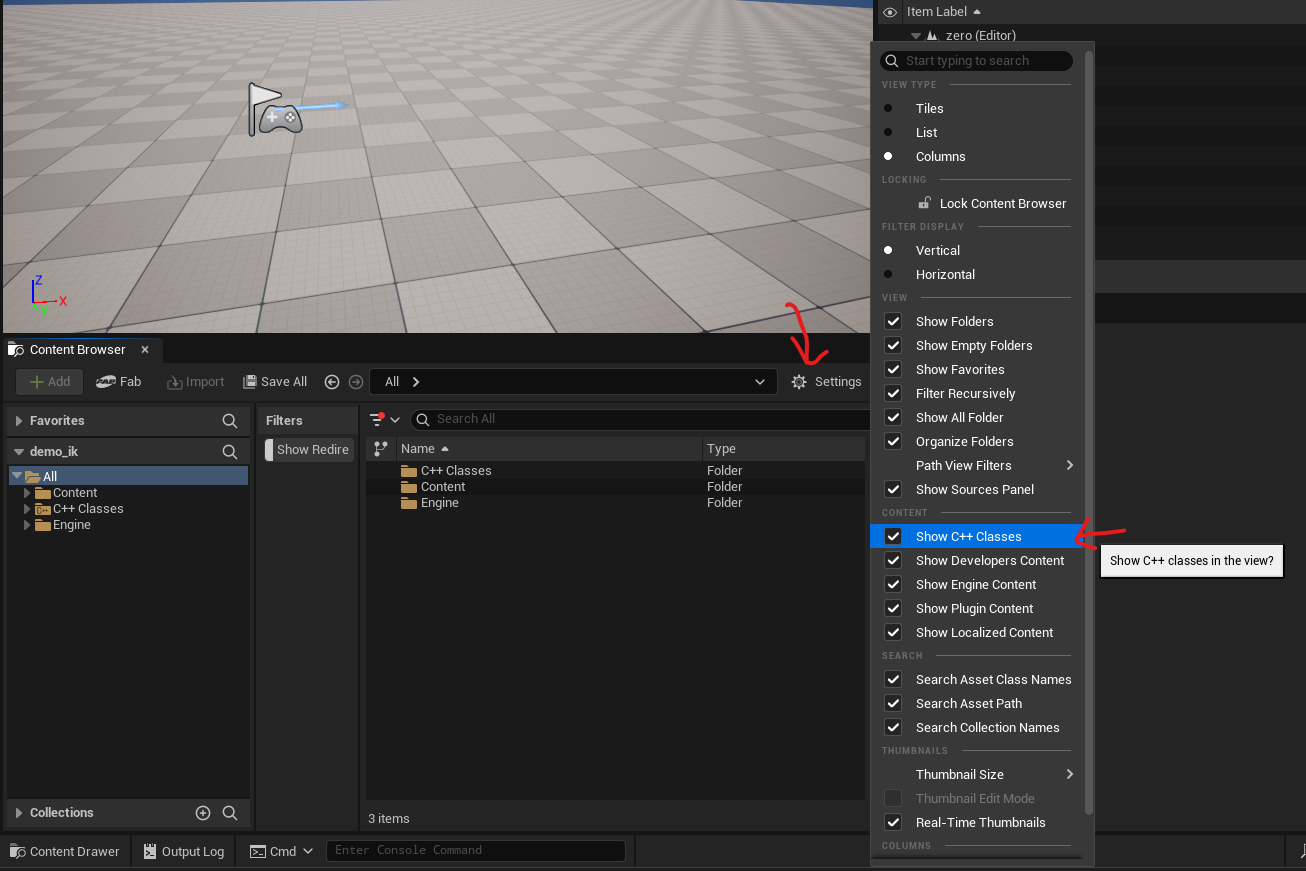 Item Label
zero (Editor)
Start typing to search
VIEW TYPE
Tiles
List
Columns
LOCKING
Lock Content Browser
FILTER DISPLAY
Vertical
Horizontal
VIEW
Show Folders
Show Empty Folders
Show Favorites
Filter Recursively
Show All Folder
Organize Folders
Path View Filters
Show Sources Panel
CONTENT
Show C++ Classes
Show C++ classes in the view?
Show Developers Content
Show Engine Content
Show Plugin Content
Show Localized Content
SEARCH
Search Asset Class Names
Search Asset Path
Search Collection Names
THUMBNAILS
Thumbnail Size
Thumbnail Edit Mode
Real-Time Thumbnails
COLUMNS
Z
X
Y
Content Browser
Add
Fab
Import
Save All
All
Settings
Favorites
demo_ik
All
Content
C++ Classes
Engine
Filters
Show Redire
Search All
Name
Type
C++ Classes Folder
Content Folder
Engine Folder
3 items
Collections
Content Drawer
Output Log
Cmd
Enter Console Command